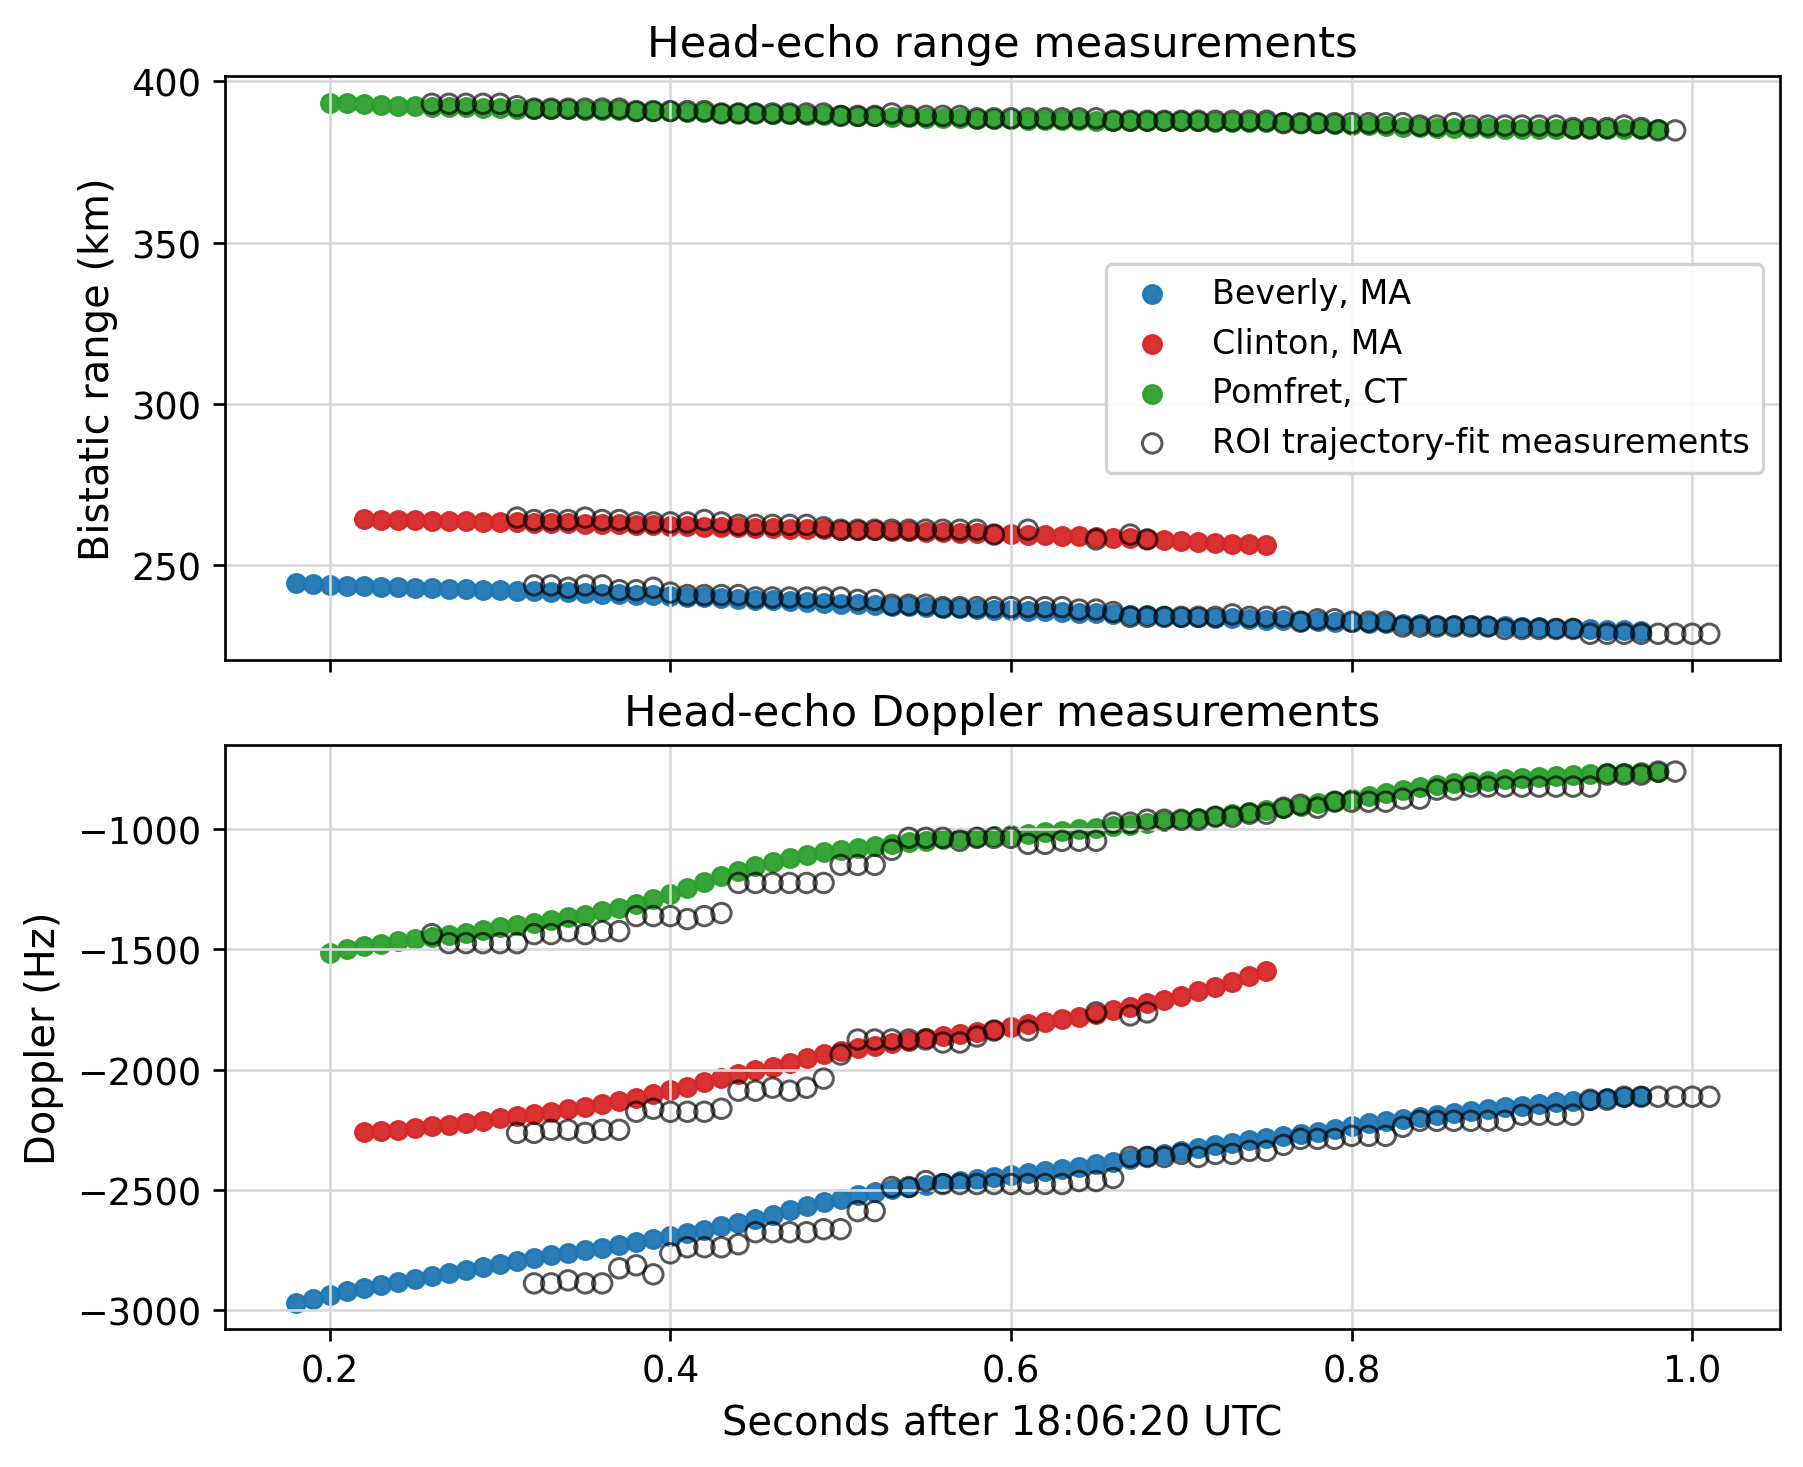 Head-echo range measurements
400
350
300
250
Bistatic range (km)
Beverly, MA
Clinton, MA
Pomfret, CT
ROI trajectory-fit measurements
Head-echo Doppler measurements
−1000
−1500
−2000
−2500
−3000
Doppler (Hz)
0.2 0.4 0.6 0.8 1.0
Seconds after 18:06:20 UTC